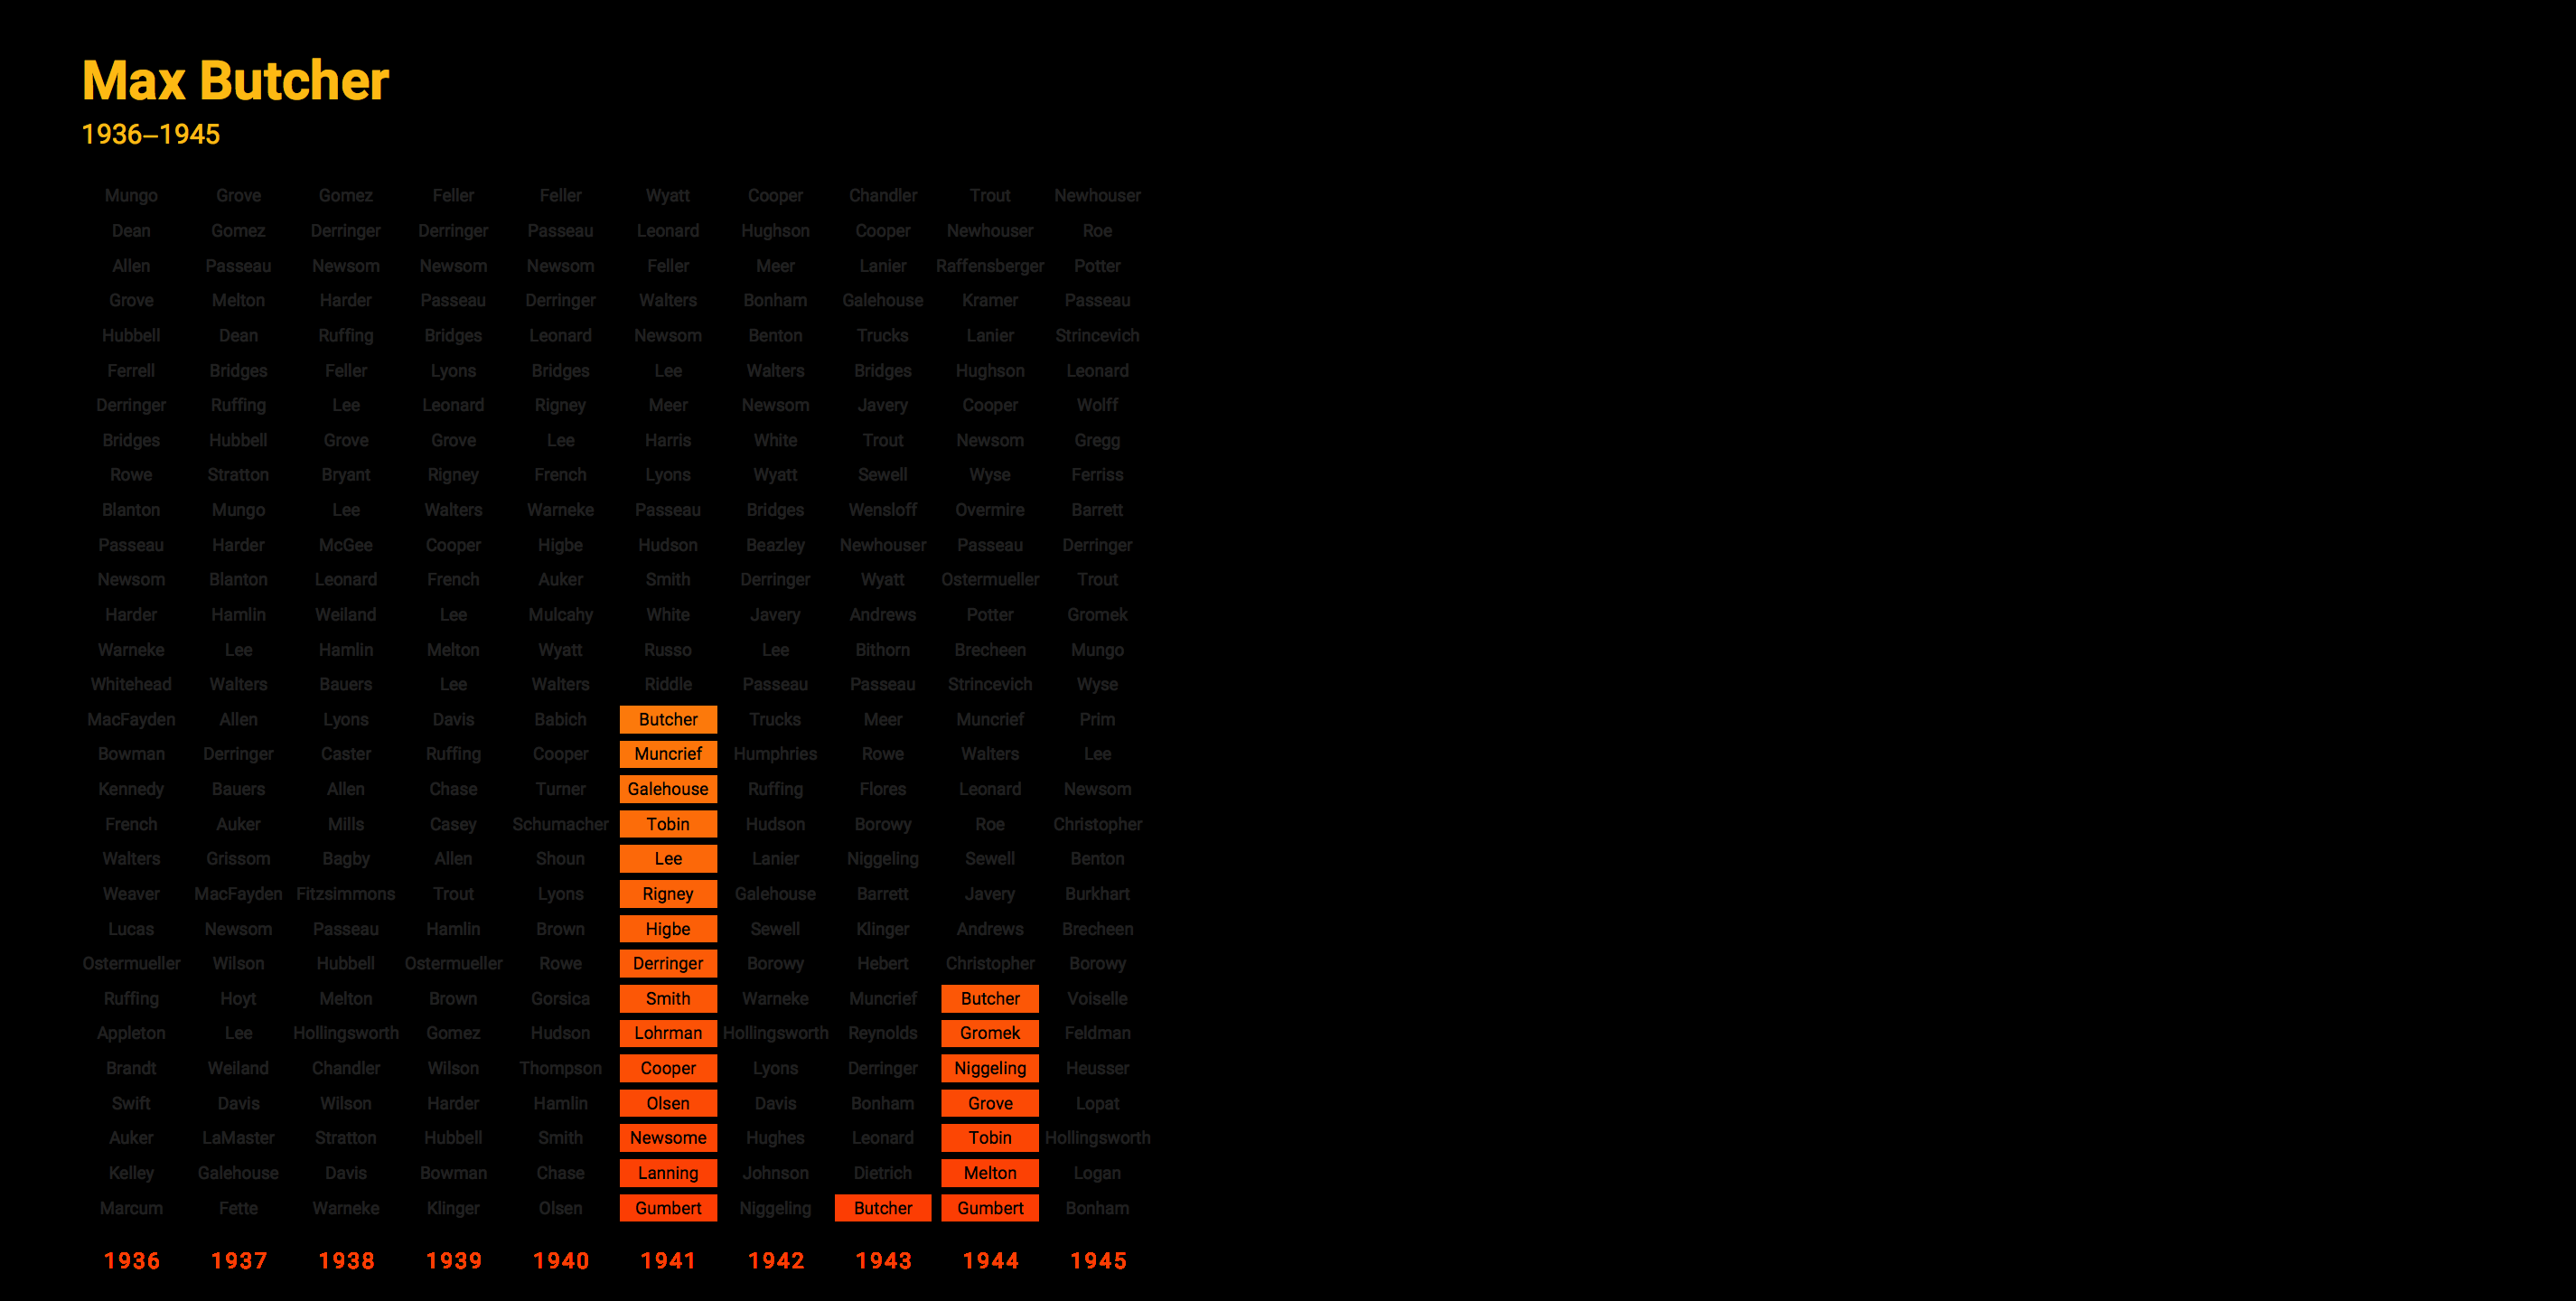 Max Butcher
1936–1945
Mungo Grove Gomez Feller Feller Wyatt Cooper Chandler Trout Newhouser
Dean Gomez Derringer Derringer Passeau Leonard Hughson Cooper Newhouser Roe
Allen Passeau Newsom Newsom Newsom Feller Meer Lanier Raffensberger Potter
Grove Melton Harder Passeau Derringer Walters Bonham Galehouse Kramer Passeau
Hubbell Dean Ruffing Bridges Leonard Newsom Benton Trucks Lanier Strincevich
Ferrell Bridges Feller Lyons Bridges Lee Walters Bridges Hughson Leonard
Derringer Ruffing Lee Leonard Rigney Meer Newsom Javery Cooper Wolff
Bridges Hubbell Grove Grove Lee Harris White Trout Newsom Gregg
Rowe Stratton Bryant Rigney French Lyons Wyatt Sewell Wyse Ferriss
Blanton Mungo Lee Walters Warneke Passeau Bridges Wensloff Overmire Barrett
Passeau Harder McGee Cooper Higbe Hudson Beazley Newhouser Passeau Derringer
Newsom Blanton Leonard French Auker Smith Derringer Wyatt Ostermueller Trout
Harder Hamlin Weiland Lee Mulcahy White Javery Andrews Potter Gromek
Warneke Lee Hamlin Melton Wyatt Russo Lee Bithorn Brecheen Mungo
Whitehead Walters Bauers Lee Walters Riddle Passeau Passeau Strincevich Wyse
MacFayden Allen Lyons Davis Babich Butcher Trucks Meer Muncrief Prim
Bowman Derringer Caster Ruffing Cooper Muncrief Humphries Rowe Walters Lee
Kennedy Bauers Allen Chase Turner Galehouse Ruffing Flores Leonard Newsom
French Auker Mills Casey Schumacher Tobin Hudson Borowy Roe Christopher
Walters Grissom Bagby Allen Shoun Lee Lanier Niggeling Sewell Benton
Weaver MacFayden Fitzsimmons Trout Lyons Rigney Galehouse Barrett Javery Burkhart
Lucas Newsom Passeau Hamlin Brown Higbe Sewell Klinger Andrews Brecheen
Ostermueller Wilson Hubbell Ostermueller Rowe Derringer Borowy Hebert Christopher Borowy
Ruffing Hoyt Melton Brown Gorsica Smith Warneke Muncrief Butcher Voiselle
Appleton Lee Hollingsworth Gomez Hudson Lohrman Hollingsworth Reynolds Gromek Feldman
Brandt Weiland Chandler Wilson Thompson Cooper Lyons Derringer Niggeling Heusser
Swift Davis Wilson Harder Hamlin Olsen Davis Bonham Grove Lopat
Auker LaMaster Stratton Hubbell Smith Newsome Hughes Leonard Tobin Hollingsworth
Kelley Galehouse Davis Bowman Chase Lanning Johnson Dietrich Melton Logan
Marcum Fette Warneke Klinger Olsen Gumbert Niggeling Butcher Gumbert Bonham
1936 1937 1938 1939 1940 1941 1942 1943 1944 1945